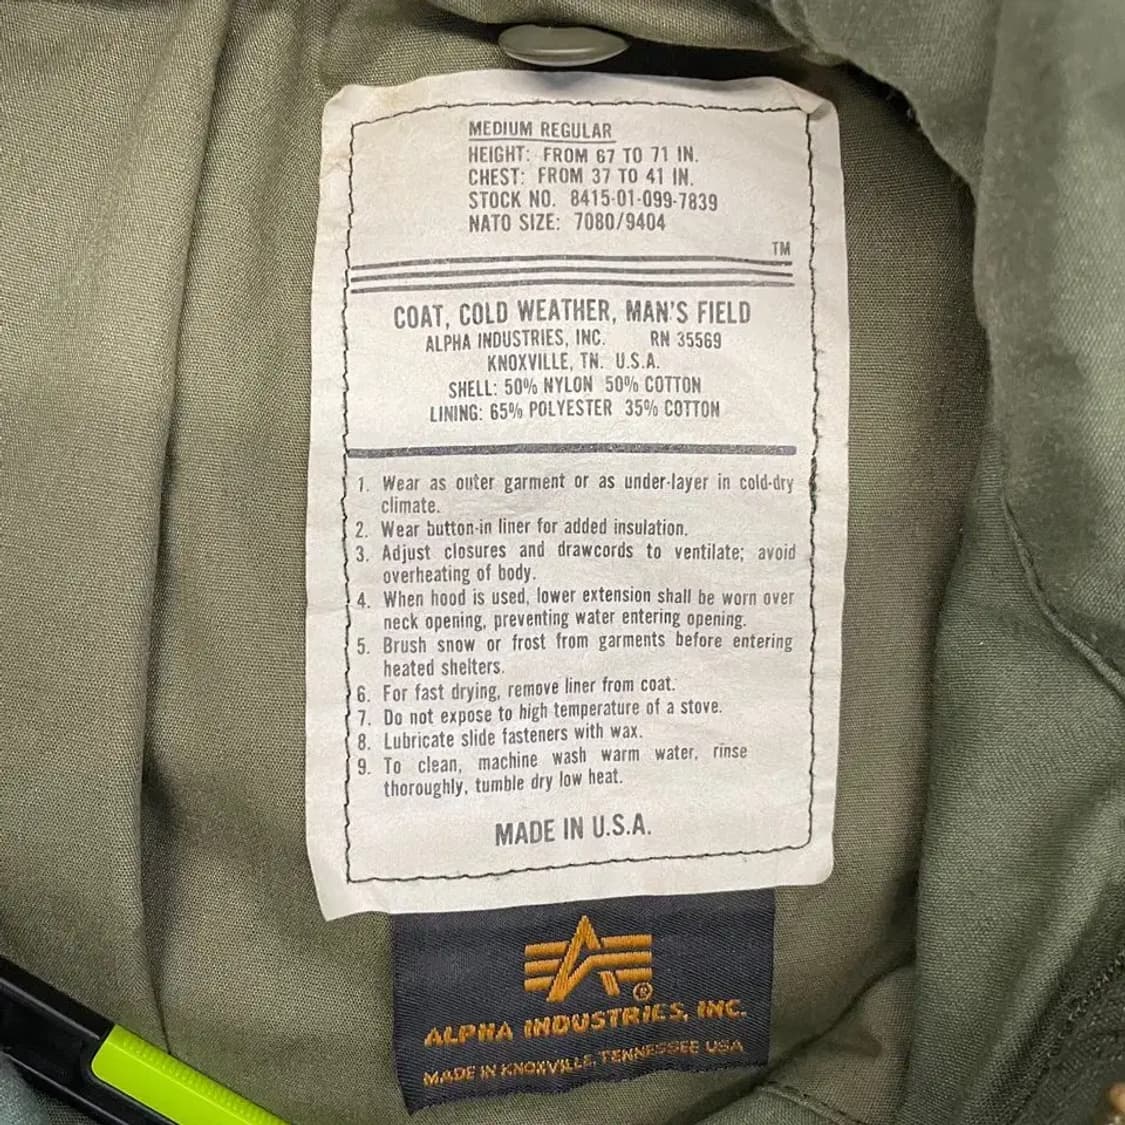 MEDIUM REGULAR
HEIGHT: FROM 67 TO 71 IN.
CHEST: FROM 37 TO 41 IN.
STOCK NO. 8415-01-099-7839
NATO SIZE: 7080/9404
TM
COAT, COLD WEATHER, MAN'S FIELD
ALPHA INDUSTRIES, INC. RN 35569
KNOXVILLE, TN. U.S.A.
SHELL: 50% NYLON 50% COTTON
LINING: 65% POLYESTER 35% COTTON
1. Wear as outer garment or as under-layer in cold-dry
climate.
2. Wear button-in liner for added insulation.
3. Adjust closures and drawcords to ventilate; avoid
overheating of body.
4. When hood is used, lower extension shall be worn over
neck opening, preventing water entering opening.
5. Brush snow or frost from garments before entering
heated shelters.
6. For fast drying, remove liner from coat.
7. Do not expose to high temperature of a stove.
8. Lubricate slide fasteners with wax.
9. To clean, machine wash warm water, rinse
thoroughly, tumble dry low heat.
MADE IN U.S.A.
®
ALPHA INDUSTRIES, INC.
MADE IN KNOXVILLE, TENNESSEE USA